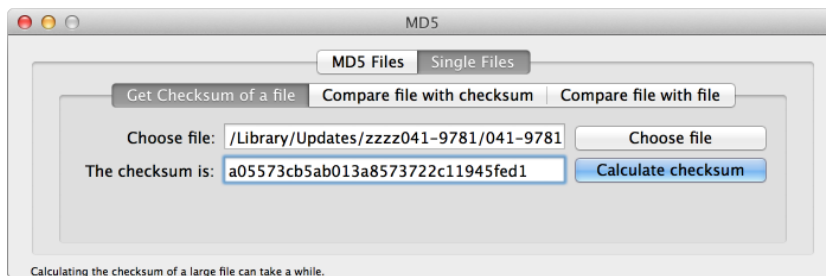 MD5
MD5 Files Single Files
Get Checksum of a file Compare file with checksum Compare file with file
Choose file: /Library/Updates/zzzz041-9781/041-9781 Choose file
The checksum is: a05573cb5ab013a8573722c11945fed1 Calculate checksum
Calculating the checksum of a large file can take a while.